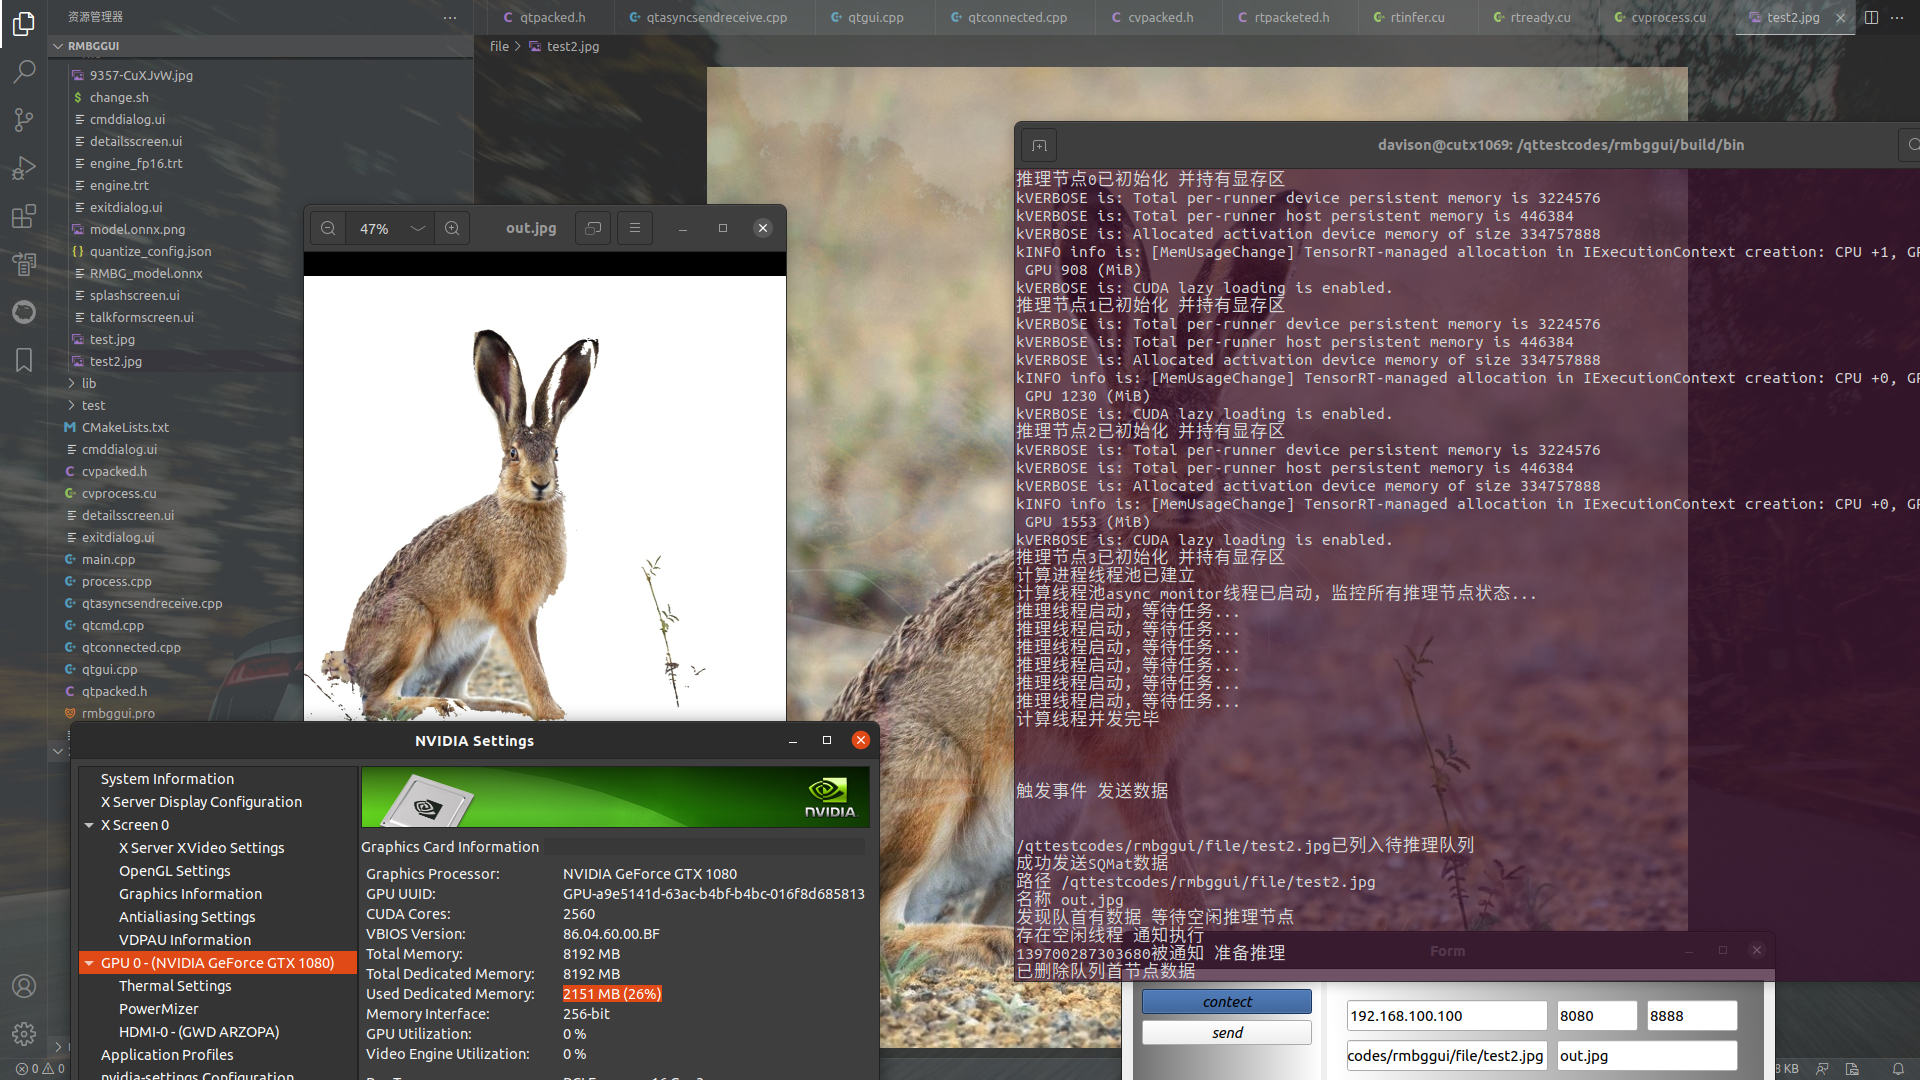 资源管理器
RMBGGUI
9357-CuXJvW.jpg
change.sh
cmddialog.ui
detailsscreen.ui
engine_fp16.trt
engine.trt
exitdialog.ui
model.onnx.png
quantize_config.json
RMBG_model.onnx
splashscreen.ui
talkformscreen.ui
test.jpg
test2.jpg
lib
test
CMakeLists.txt
cmddialog.ui
cvpacked.h
cvprocess.cu
detailsscreen.ui
exitdialog.ui
main.cpp
process.cpp
qtasyncsendreceive.cpp
qtcmd.cpp
qtconnected.cpp
qtgui.cpp
qtpacked.h
rmbggui.pro
0 0
qtpacked.h qtasyncsendreceive.cpp qtgui.cpp qtconnected.cpp cvpacked.h rtpacketed.h rtinfer.cu rtready.cu cvprocess.cu test2.jpg
file test2.jpg
47% out.jpg
davison@cutx1069: /qttestcodes/rmbggui/build/bin
推理节点0已初始化 并持有显存区
kVERBOSE is: Total per-runner device persistent memory is 3224576
kVERBOSE is: Total per-runner host persistent memory is 446384
kVERBOSE is: Allocated activation device memory of size 334757888
kINFO info is: [MemUsageChange] TensorRT-managed allocation in IExecutionContext creation: CPU +1, GP
GPU 908 (MiB)
kVERBOSE is: CUDA lazy loading is enabled.
推理节点1已初始化 并持有显存区
kVERBOSE is: Total per-runner device persistent memory is 3224576
kVERBOSE is: Total per-runner host persistent memory is 446384
kVERBOSE is: Allocated activation device memory of size 334757888
kINFO info is: [MemUsageChange] TensorRT-managed allocation in IExecutionContext creation: CPU +0, GP
GPU 1230 (MiB)
kVERBOSE is: CUDA lazy loading is enabled.
推理节点2已初始化 并持有显存区
kVERBOSE is: Total per-runner device persistent memory is 3224576
kVERBOSE is: Total per-runner host persistent memory is 446384
kVERBOSE is: Allocated activation device memory of size 334757888
kINFO info is: [MemUsageChange] TensorRT-managed allocation in IExecutionContext creation: CPU +0, GP
GPU 1553 (MiB)
kVERBOSE is: CUDA lazy loading is enabled.
推理节点3已初始化 并持有显存区
计算进程线程池已建立
计算线程池async monitor线程已启动，监控所有推理节点状态...
推理线程启动，等待任务...
推理线程启动，等待任务...
推理线程启动，等待任务...
推理线程启动，等待任务...
推理线程启动，等待任务...
推理线程启动，等待任务...
计算线程并发完毕
触发事件 发送数据
/qttestcodes/rmbggui/file/test2.jpg已列入待推理队列
成功发送SQMat数据
路径 /qttestcodes/rmbggui/file/test2.jpg
名称 out.jpg
发现队首有数据 等待空闲推理节点
存在空闲线程 通知执行
139700287303680被通知 准备推理
已删除队列首节点数据
NVIDIA Settings
System Information
X Server Display Configuration
X Screen 0
X Server XVideo Settings
OpenGL Settings
Graphics Information
Antialiasing Settings
VDPAU Information
GPU 0 - (NVIDIA GeForce GTX 1080)
Thermal Settings
PowerMizer
HDMI-0 - (GWD ARZOPA)
Application Profiles
nvidia-settings Configuration
NVIDIA.
Graphics Card Information
Graphics Processor: NVIDIA GeForce GTX 1080
GPU UUID: GPU-a9e5141d-63ac-b4bf-b4bc-016f8d685813
CUDA Cores: 2560
VBIOS Version: 86.04.60.00.BF
Total Memory: 8192 MB
Total Dedicated Memory: 8192 MB
Used Dedicated Memory: 2151 MB (26%)
Memory Interface: 256-bit
GPU Utilization: 0 %
Video Engine Utilization: 0 %
Form
contect
send
192.168.100.100 8080 8888
codes/rmbggui/file/test2.jpg out.jpg
KB